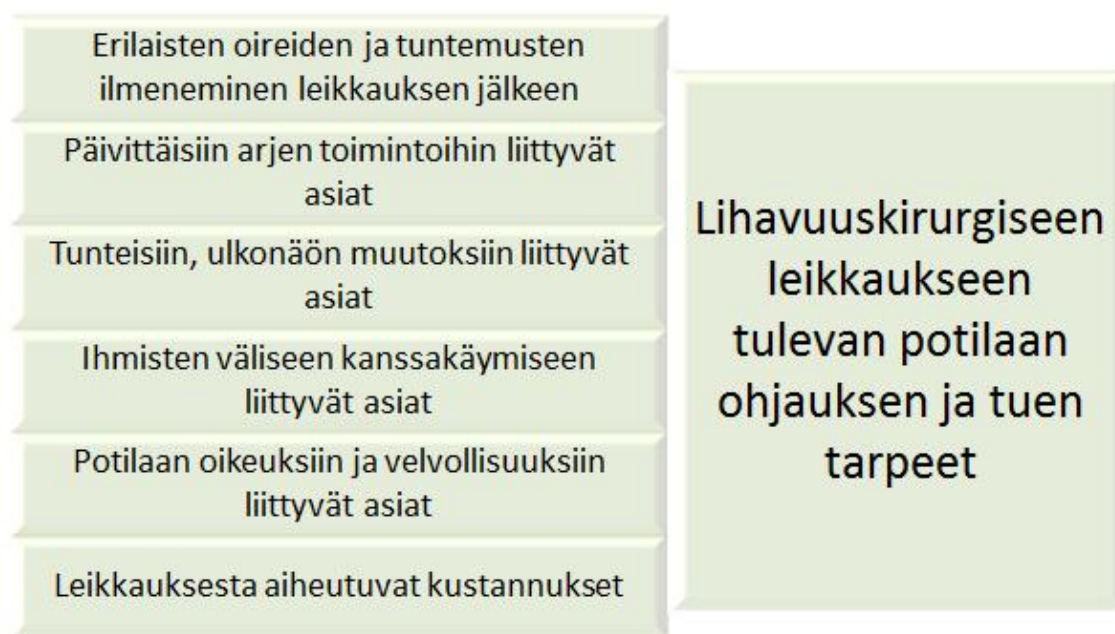 Erilaisten oireiden ja tuntemusten
ilmeneminen leikkauksen jälkeen
Päivittäisiin arjen toimintoihin liittyvät
asiat
Tunteisiin, ulkonäön muutoksiin liittyvät
asiat
Ihmisten väliseen kanssakäymiseen
liittyvät asiat
Potilaan oikeuksiin ja velvollisuuksiin
liittyvät asiat
Leikkauksesta aiheutuvat kustannukset
Lihavuuskirurgiseen
leikkaukseen
tulevan potilaan
ohjauksen ja tuen
tarpeet